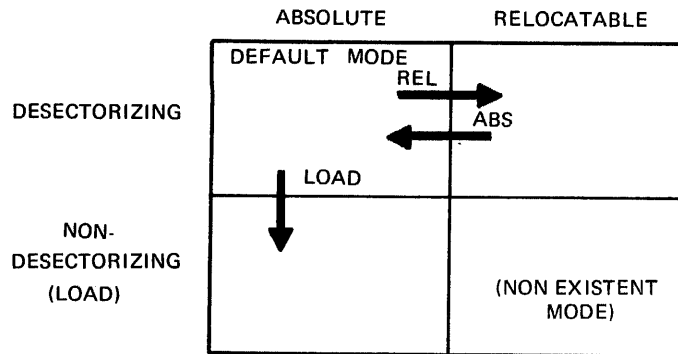 ABSOLUTE RELOCATABLE
DEFAULT MODE
REL
DESECTORIZING
ABS
LOAD
NON-
DESECTORIZING
(LOAD)
(NON EXISTENT
MODE)